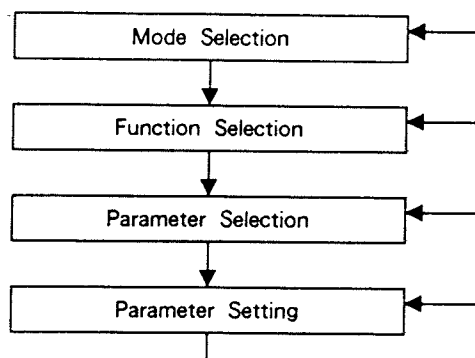 Mode Selection
Function Selection
Parameter Selection
Parameter Setting